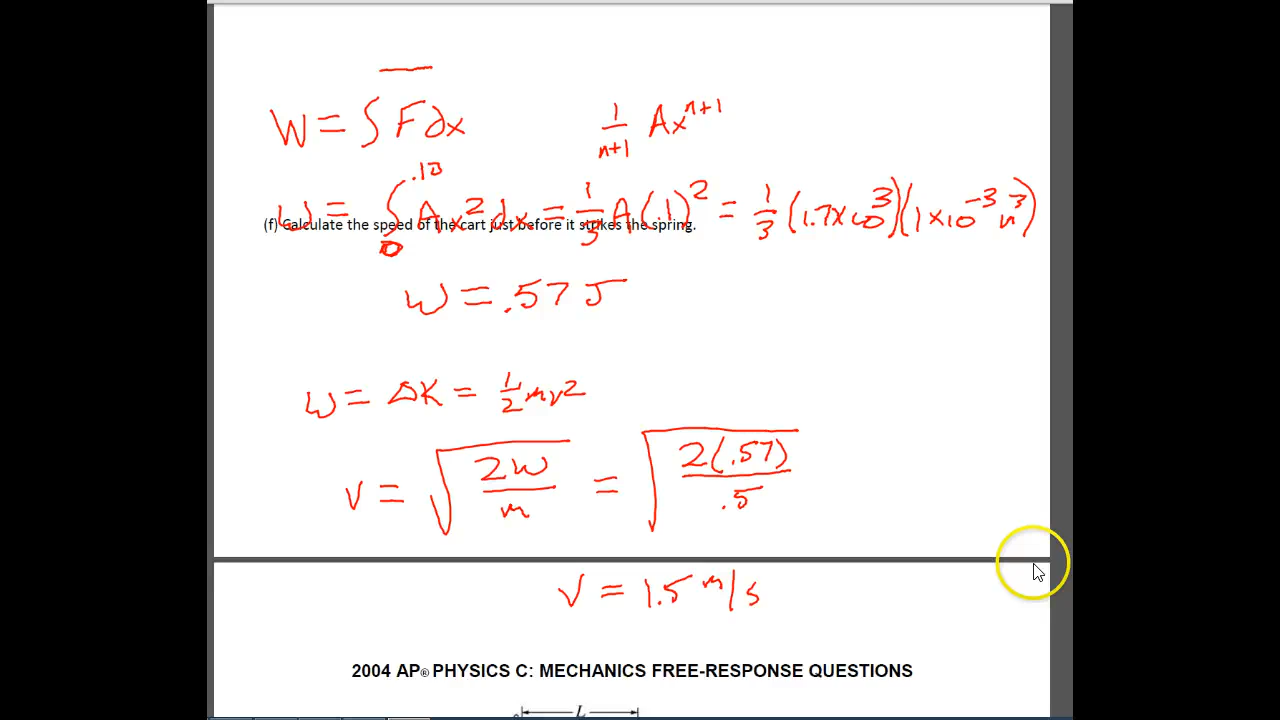 W = ∫ F dx
1/n+1 Ax^n+1
W = ∫₀^.10 Ax² dx = 1/3 A(.1)² = 1/3 (1.7×10³)(1×10⁻³ m³)
(f) Calculate the speed of the cart just before it strikes the spring.
W = .57 J
W = ΔK = 1/2 mv²
v = √(2W/m) = √(2(.57)/.5)
v = 1.5 m/s
2004 AP® PHYSICS C: MECHANICS FREE-RESPONSE QUESTIONS
L